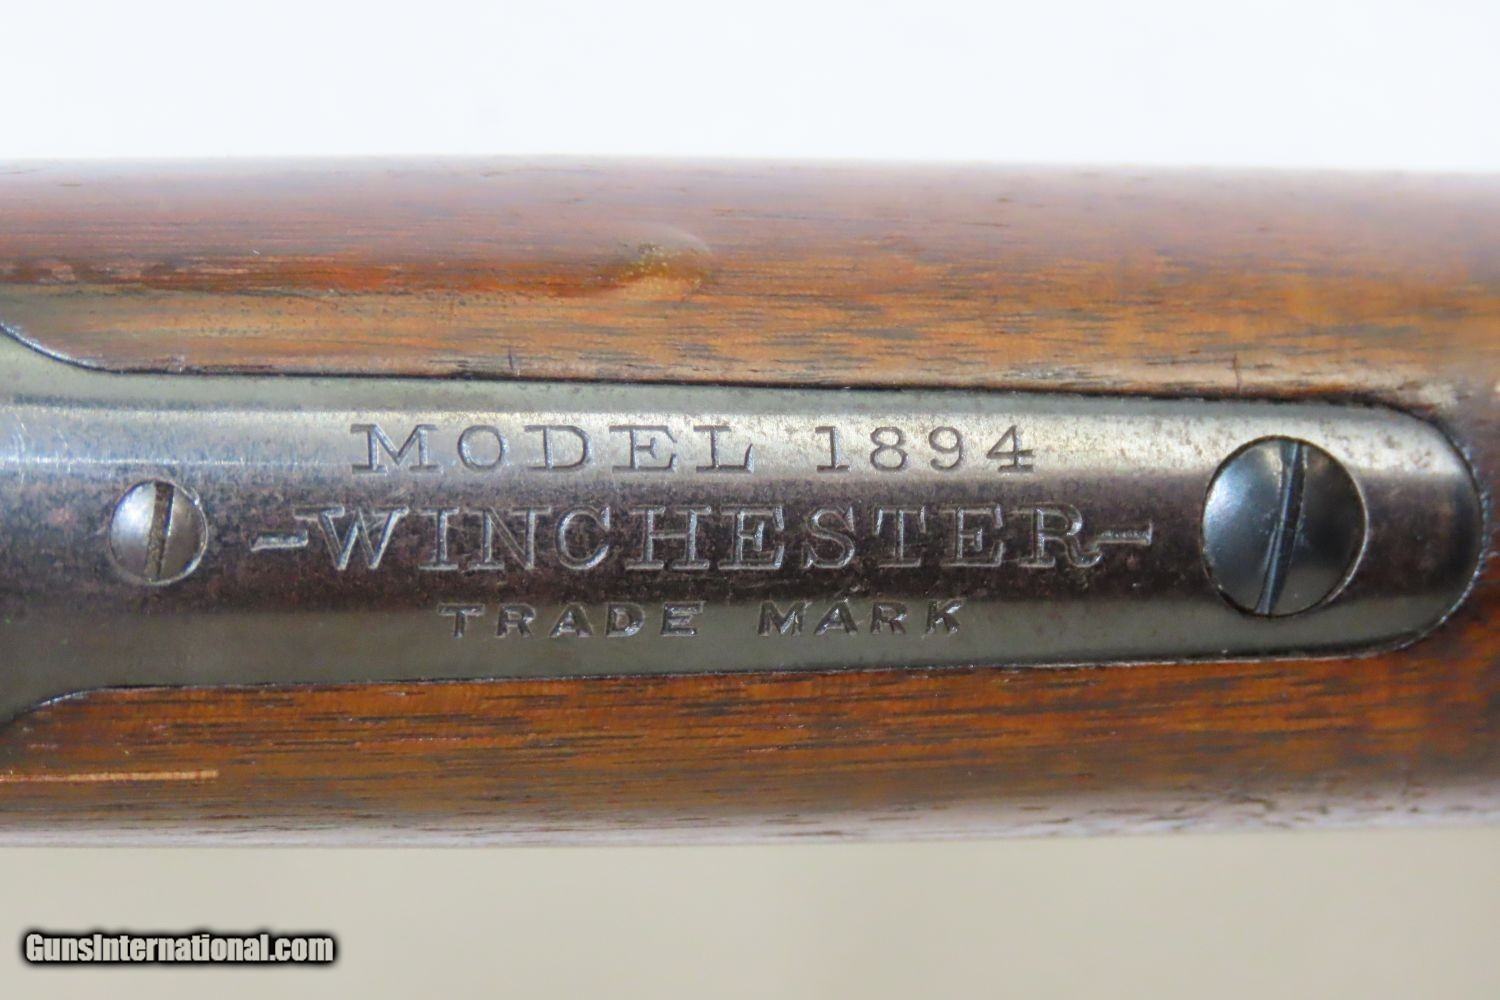 MODEL 1894
-WINCHESTER-
TRADE MARK
GunsInternational.com